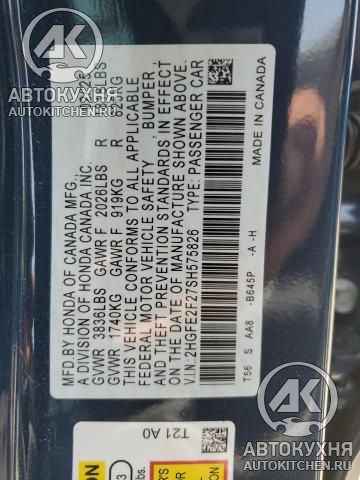 MFD.BY HONDA OF CANADA MFG.
A DIVISION OF HONDA CANADA INC.
GVWR 3836LBS GAWR F 2026LBS R
GVWR 1740KG GAWR F 919KG R
THIS VEHICLE CONFORMS TO ALL APPLICABLE
FEDERAL MOTOR VEHICLE SAFETY BUMPER
AND THEFT PREVENTION STANDARDS IN EFFECT
ON THE DATE OF MANUFACTURE SHOWN ABOVE.
V.I.N.:2HGFE2F27SH575826 TYPE: PASSENGER CAR
T56 S AA8 -B645P -A -H
MADE IN CANADA
T21 A0
АВТОКУХНЯ
AUTOKITCHEN
АВТОКУХНЯ
AUTOKITCHEN